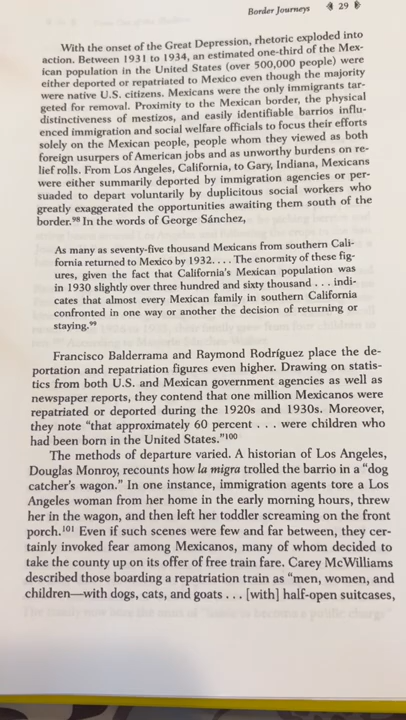 Border Journeys 29
With the onset of the Great Depression, rhetoric exploded into
action. Between 1931 to 1934, an estimated one-third of the Mex-
ican population in the United States (over 500,000 people) were
either deported or repatriated to Mexico even though the majority
were native U.S. citizens. Mexicans were the only immigrants tar-
geted for removal. Proximity to the Mexican border, the physical
distinctiveness of mestizos, and easily identifiable barrios influ-
enced immigration and social welfare officials to focus their efforts
solely on the Mexican people, people whom they viewed as both
foreign usurpers of American jobs and as unworthy burdens on re-
lief rolls. From Los Angeles, California, to Gary, Indiana, Mexicans
were either summarily deported by immigration agencies or per-
suaded to depart voluntarily by duplicitous social workers who
greatly exaggerated the opportunities awaiting them south of the
border.98 In the words of George Sánchez,
As many as seventy-five thousand Mexicans from southern Cali-
fornia returned to Mexico by 1932. . . . The enormity of these fig-
ures, given the fact that California's Mexican population was
in 1930 slightly over three hundred and sixty thousand . . . indi-
cates that almost every Mexican family in southern California
confronted in one way or another the decision of returning or
staying.99
Francisco Balderrama and Raymond Rodríguez place the de-
portation and repatriation figures even higher. Drawing on statis-
tics from both U.S. and Mexican government agencies as well as
newspaper reports, they contend that one million Mexicanos were
repatriated or deported during the 1920s and 1930s. Moreover,
they note "that approximately 60 percent . . . were children who
had been born in the United States."100
The methods of departure varied. A historian of Los Angeles,
Douglas Monroy, recounts how la migra trolled the barrio in a "dog
catcher's wagon." In one instance, immigration agents tore a Los
Angeles woman from her home in the early morning hours, threw
her in the wagon, and then left her toddler screaming on the front
porch.101 Even if such scenes were few and far between, they cer-
tainly invoked fear among Mexicanos, many of whom decided to
take the county up on its offer of free train fare. Carey McWilliams
described those boarding a repatriation train as "men, women, and
children—with dogs, cats, and goats . . . [with] half-open suitcases,